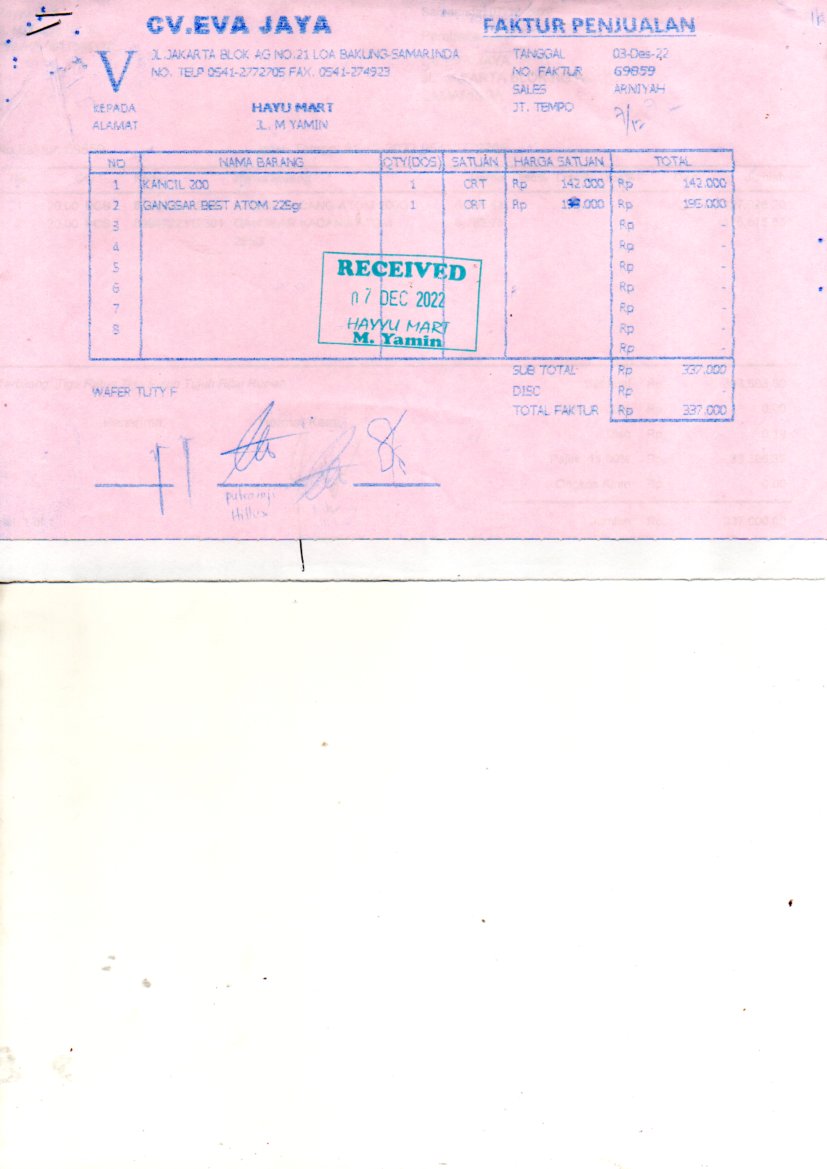 CV.EVA JAYA
FAKTUR PENJUALAN
V
JL.JAKARTA BLOK AG NO.21 LOA BAKUNG-SAMARINDA
NO. TELP 0541-2772705 FAX. 0541-274923
TANGGAL 03-Des-22
NO. FAKTUR 69859
SALES ARNIYAH
JT. TEMPO 7/12
KEPADA HAYU MART
ALAMAT JL. M YAMIN
NO NAMA BARANG QTY(DOS) SATUAN HARGA SATUAN TOTAL
1 KANCIL 200 1 CRT Rp 142.000 Rp 142.000
2 GANGSAR BEST ATOM 225gr 1 CRT Rp 195.000 Rp 195.000
3 Rp -
4 Rp -
5 Rp -
6 Rp -
7 Rp -
8 Rp -
Rp -
RECEIVED
07 DEC 2022
HAYYU MART
M. Yamin
SUB TOTAL Rp 337.000
DISC Rp
TOTAL FAKTUR Rp 337.000
WAFER TUTY F